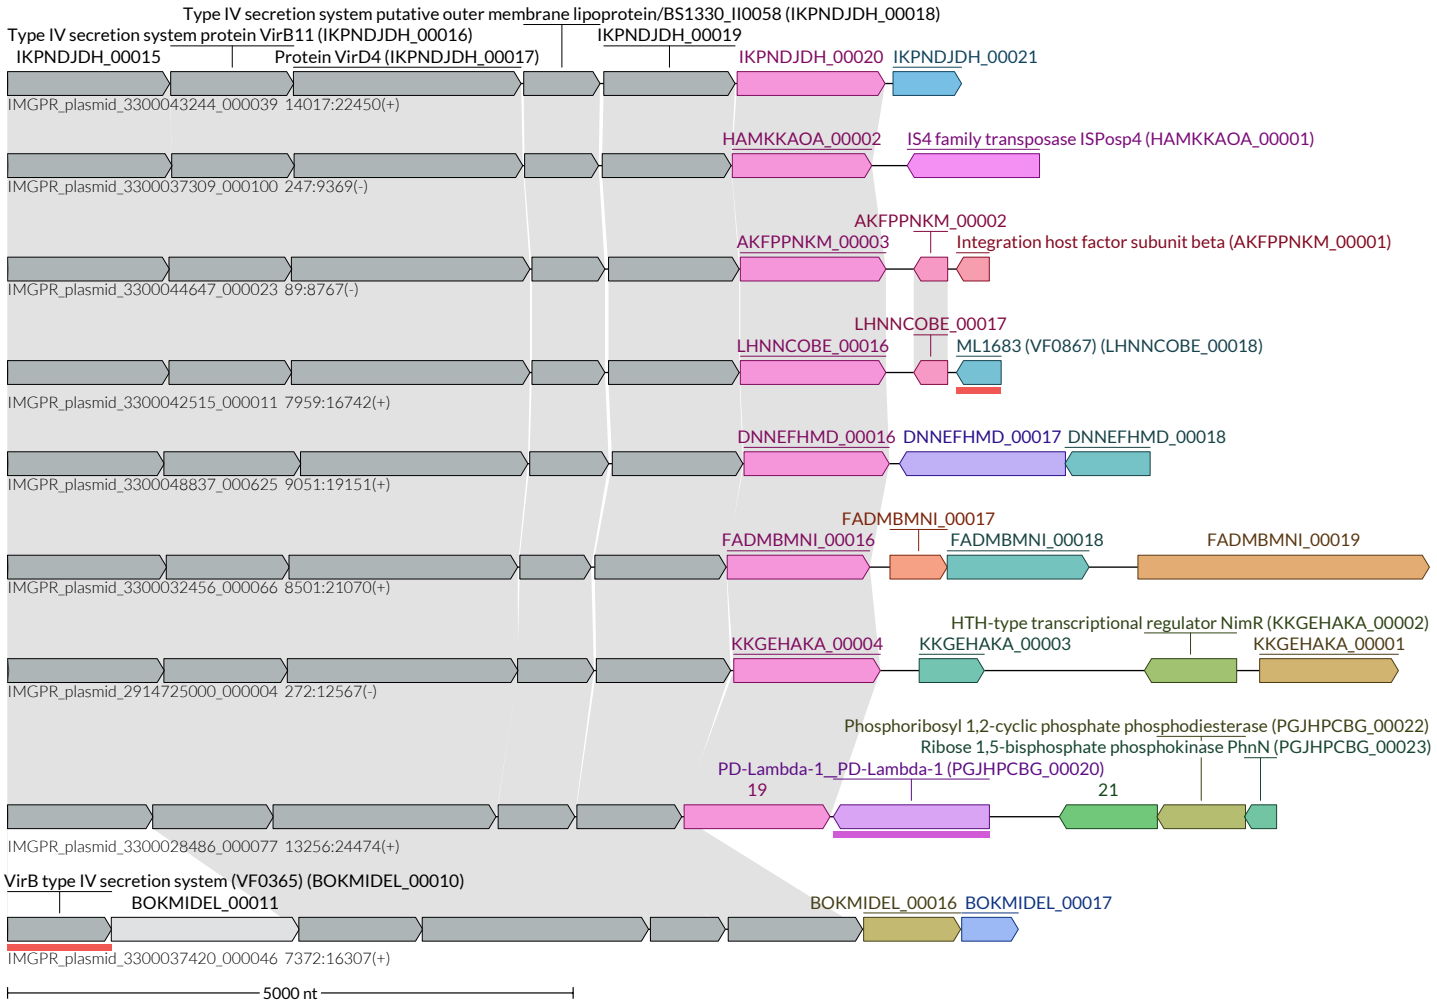 Type IV secretion system putative outer membrane lipoprotein/BS1330_II0058 (IKPNDJDH_00018)
Type IV secretion system protein VirB11 (IKPNDJDH_00016) IKPNDJDH_00019
IKPNDJDH_00015 Protein VirD4 (IKPNDJDH_00017) IKPNDJDH_00020 IKPNDJDH_00021
IMGPR_plasmid_3300043244_000039 14017:22450(+)
HAMKKAOA_00002 IS4 family transposase ISPosp4 (HAMKKAOA_00001)
IMGPR_plasmid_3300037309_000100 247:9369(-)
AKFPPNKM_00002
AKFPPNKM_00003 Integration host factor subunit beta (AKFPPNKM_00001)
IMGPR_plasmid_3300044647_000023 89:8767(-)
LHNNCOBE_00017
LHNNCOBE_00016 ML1683 (VF0867) (LHNNCOBE_00018)
IMGPR_plasmid_3300042515_000011 7959:16742(+)
DNNEFHMD_00016 DNNEFHMD_00017 DNNEFHMD_00018
IMGPR_plasmid_3300048837_000625 9051:19151(+)
FADMBMNI_00017
FADMBMNI_00016 FADMBMNI_00018 FADMBMNI_00019
IMGPR_plasmid_3300032456_000066 8501:21070(+)
HTH-type transcriptional regulator NimR (KKGEHAKA_00002)
KKGEHAKA_00004 KKGEHAKA_00003 KKGEHAKA_00001
IMGPR_plasmid_2914725000_000004 272:12567(-)
Phosphoribosyl 1,2-cyclic phosphate phosphodiesterase (PGJHPCBG_00022)
Ribose 1,5-bisphosphate phosphokinase PhnN (PGJHPCBG_00023)
PD-Lambda-1__PD-Lambda-1 (PGJHPCBG_00020)
19 21
IMGPR_plasmid_3300028486_000077 13256:24474(+)
VirB type IV secretion system (VF0365) (BOKMIDEL_00010)
BOKMIDEL_00011 BOKMIDEL_00016 BOKMIDEL_00017
IMGPR_plasmid_3300037420_000046 7372:16307(+)
5000 nt